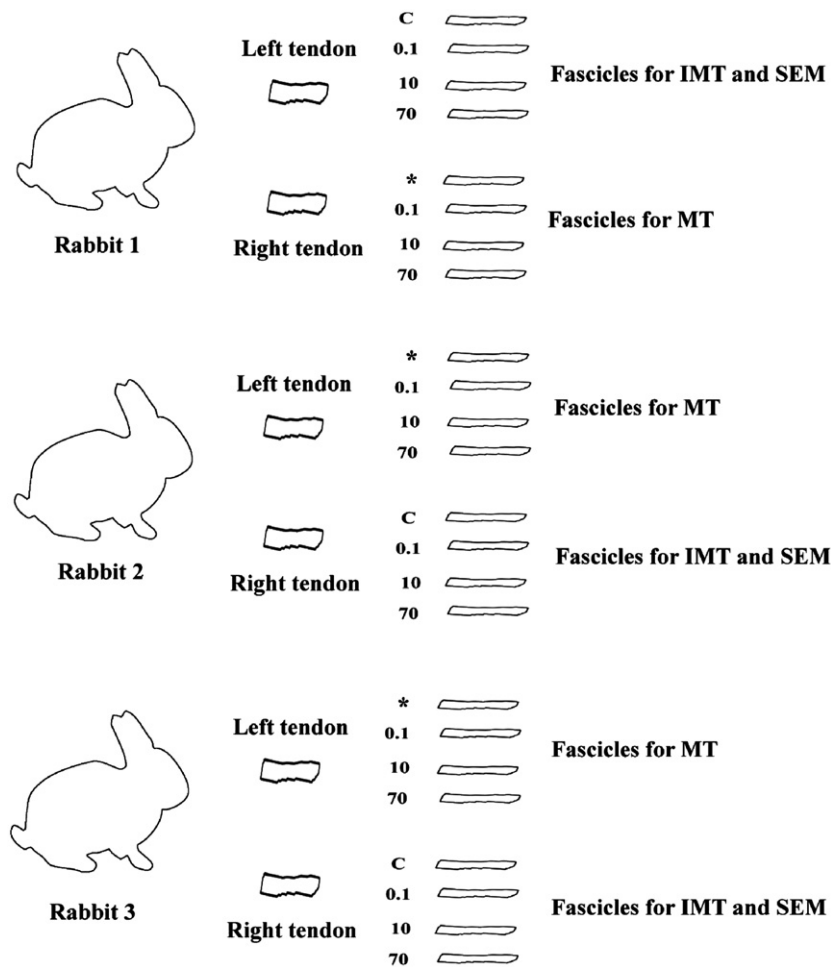 C
Left tendon
0.1
Fascicles for IMT and SEM
10
70
*
0.1
Fascicles for MT
Rabbit 1
Right tendon
10
70
*
Left tendon
0.1
Fascicles for MT
10
70
C
0.1
Fascicles for IMT and SEM
Rabbit 2
Right tendon
10
70
*
Left tendon
0.1
Fascicles for MT
10
70
C
0.1
Rabbit 3
Fascicles for IMT and SEM
Right tendon
10
70